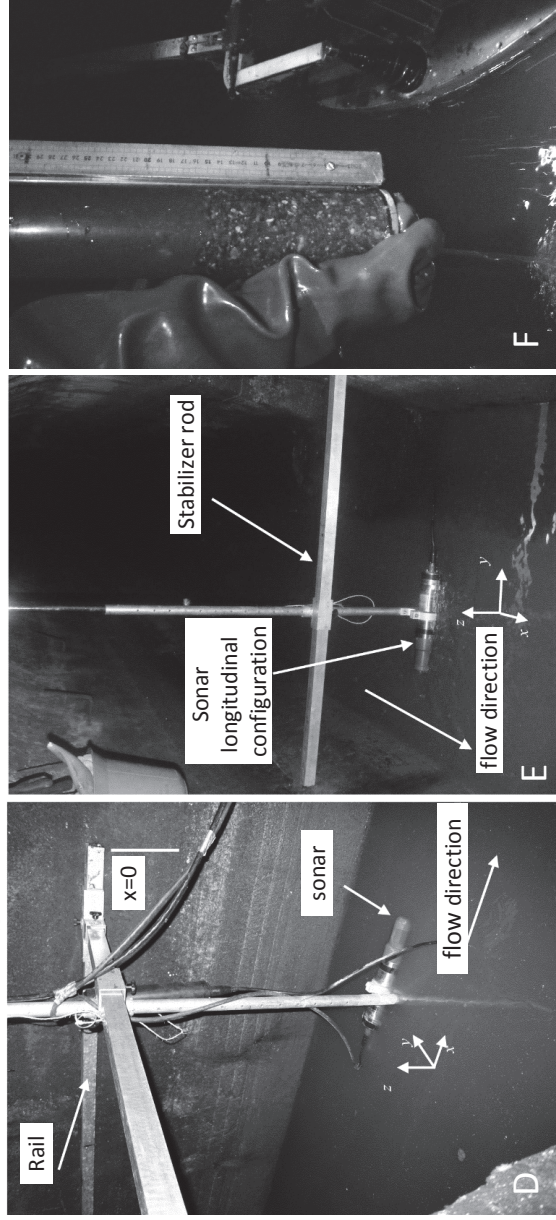 Rail
x=0
sonar
z
y
x
flow direction
D
Stabilizer rod
Sonar
longitudinal
configuration
z
y
x
flow direction
E
F